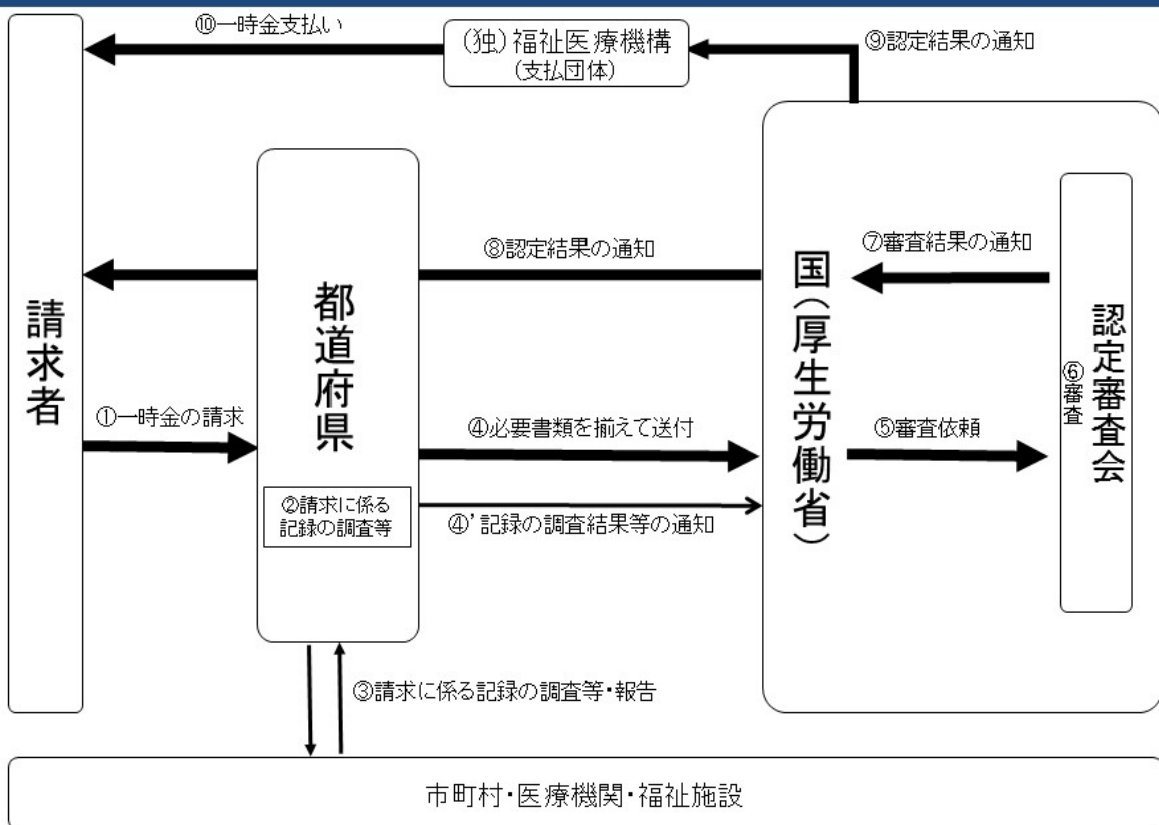 ⑩一時金支払い
(独)福祉医療機構
(支払団体)
⑨認定結果の通知
請求者
都道府県
国(厚生労働省)
認定審査会
⑧認定結果の通知
⑦審査結果の通知
⑥審査
①一時金の請求
④必要書類を揃えて送付
⑤審査依頼
②請求に係る
記録の調査等
④’記録の調査結果等の通知
③請求に係る記録の調査等・報告
市町村・医療機関・福祉施設